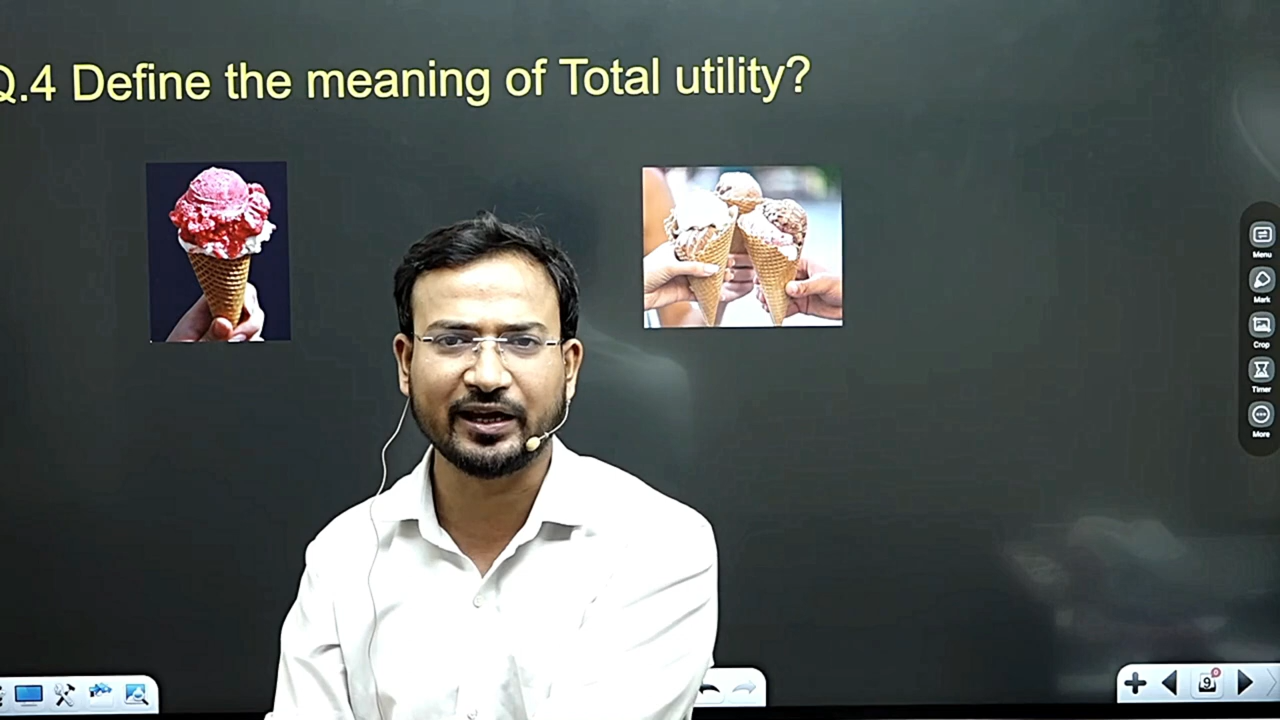 Q.4 Define the meaning of Total utility?
Menu
Mark
Crop
Timer
More
9